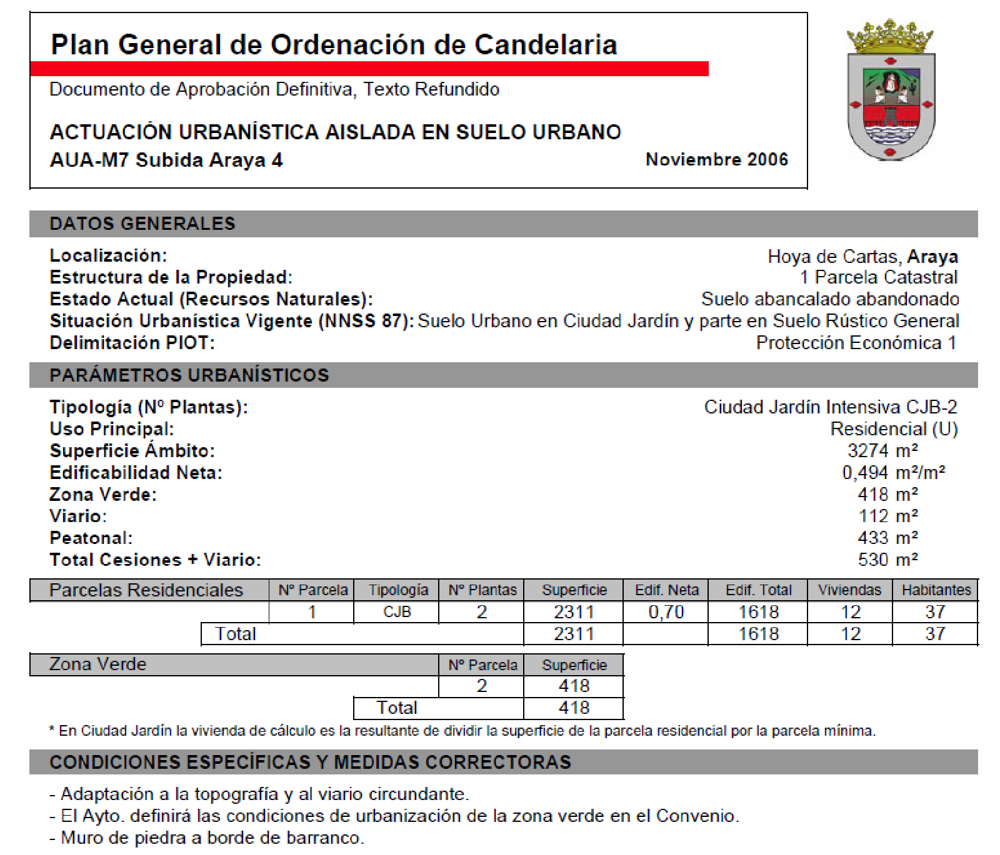 Plan General de Ordenación de Candelaria
Documento de Aprobación Definitiva, Texto Refundido
ACTUACIÓN URBANÍSTICA AISLADA EN SUELO URBANO
AUA-M7 Subida Araya 4 Noviembre 2006
DATOS GENERALES
Localización: Hoya de Cartas, Araya
Estructura de la Propiedad: 1 Parcela Catastral
Estado Actual (Recursos Naturales): Suelo abancalado abandonado
Situación Urbanística Vigente (NNSS 87): Suelo Urbano en Ciudad Jardín y parte en Suelo Rústico General
Delimitación PIOT: Protección Económica 1
PARÁMETROS URBANÍSTICOS
Tipología (Nº Plantas): Ciudad Jardín Intensiva CJB-2
Uso Principal: Residencial (U)
Superficie Ámbito: 3274 m²
Edificabilidad Neta: 0,494 m²/m²
Zona Verde: 418 m²
Viario: 112 m²
Peatonal: 433 m²
Total Cesiones + Viario: 530 m²
Parcelas Residenciales Nº Parcela Tipología Nº Plantas Superficie Edif. Neta Edif. Total Viviendas Habitantes
1 CJB 2 2311 0,70 1618 12 37
Total 2311 1618 12 37
Zona Verde Nº Parcela Superficie
2 418
Total 418
* En Ciudad Jardín la vivienda de cálculo es la resultante de dividir la superficie de la parcela residencial por la parcela mínima.
CONDICIONES ESPECÍFICAS Y MEDIDAS CORRECTORAS
- Adaptación a la topografía y al viario circundante.
- El Ayto. definirá las condiciones de urbanización de la zona verde en el Convenio.
- Muro de piedra a borde de barranco.